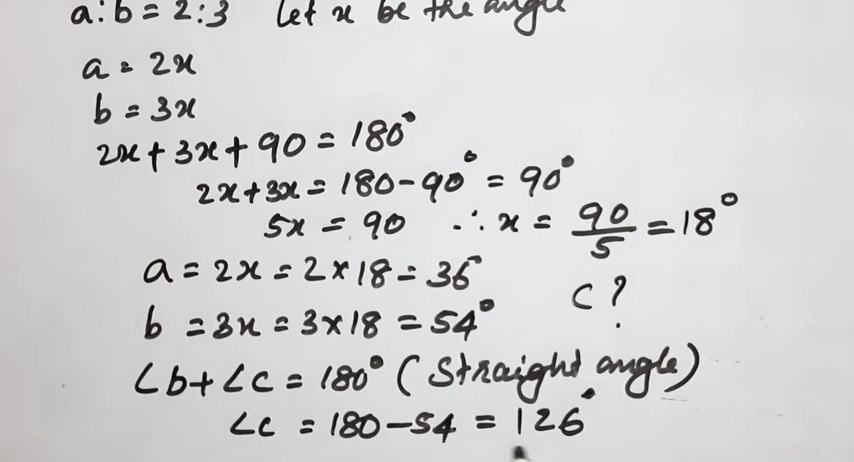 a:b = 2:3 Let x be the angle
a = 2x
b = 3x
2x + 3x + 90 = 180°
2x + 3x = 180 - 90° = 90°
5x = 90 ∴ x = 90/5 = 18°
a = 2x = 2 × 18 = 36°
C ?
b = 3x = 3 × 18 = 54°
∠b + ∠c = 180° (Straight angle)
∠c = 180 - 54 = 126°